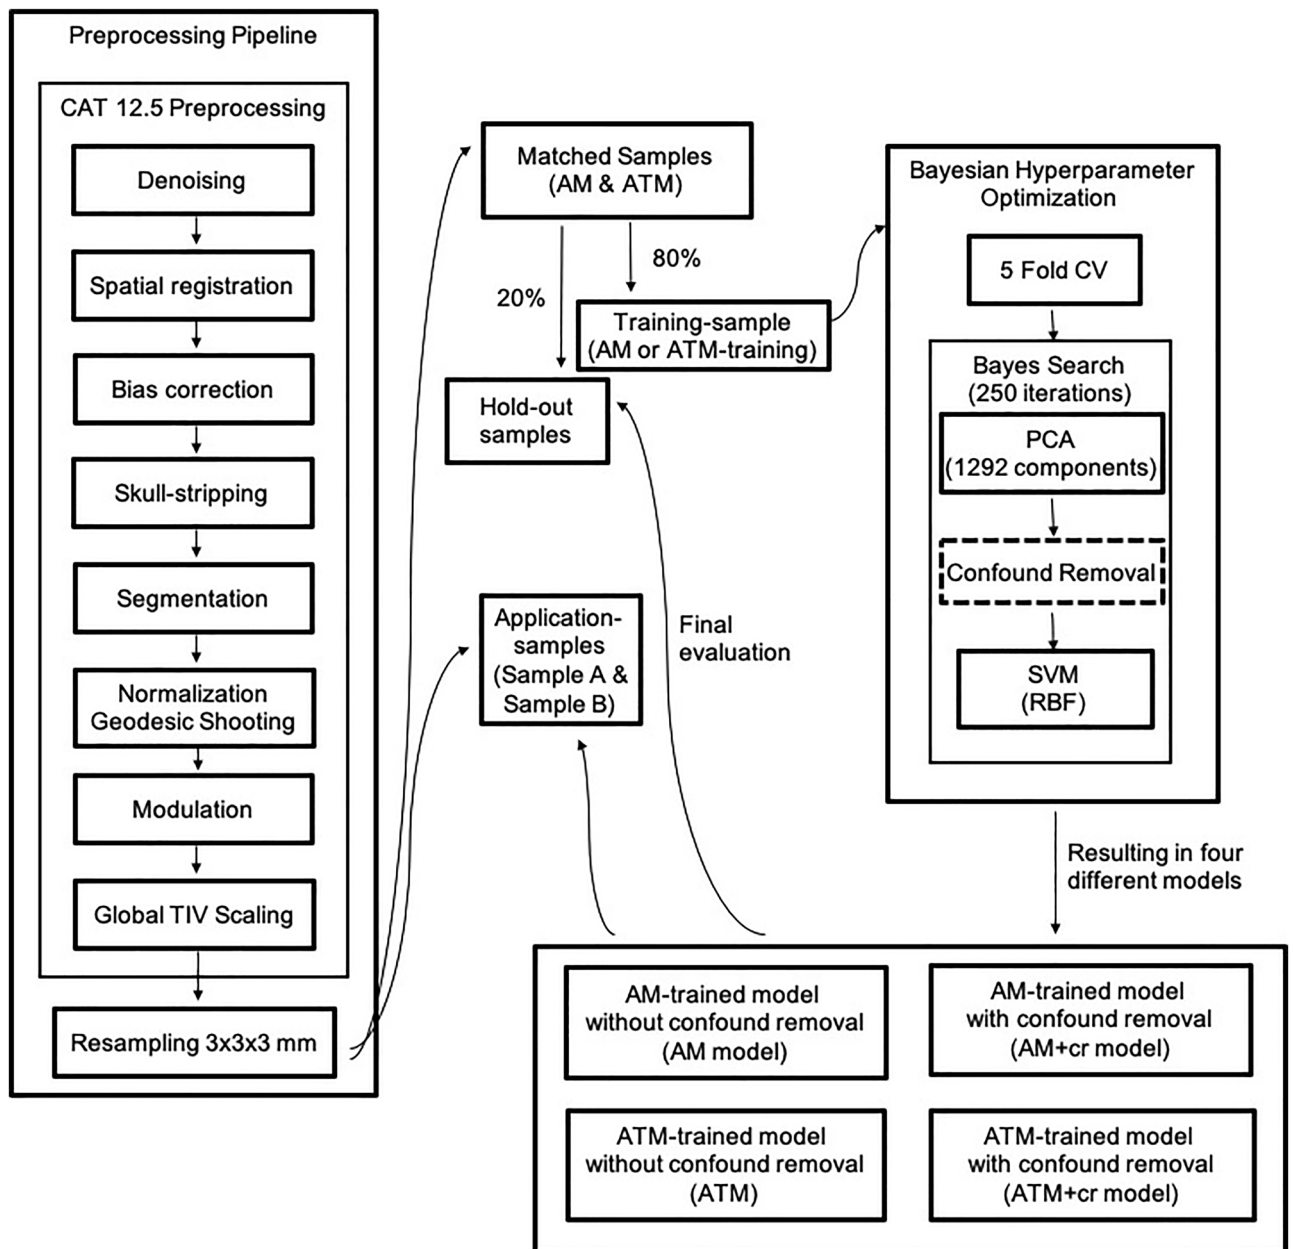 Preprocessing Pipeline
CAT 12.5 Preprocessing
Denoising
Spatial registration
Bias correction
Skull-stripping
Segmentation
Normalization
Geodesic Shooting
Modulation
Global TIV Scaling
Resampling 3x3x3 mm
Matched Samples
(AM & ATM)
80%
20%
Training-sample
(AM or ATM-training)
Hold-out
samples
Application-
samples
(Sample A &
Sample B)
Final
evaluation
Bayesian Hyperparameter
Optimization
5 Fold CV
Bayes Search
(250 iterations)
PCA
(1292 components)
Confound Removal
SVM
(RBF)
Resulting in four
different models
AM-trained model
without confound removal
(AM model)
AM-trained model
with confound removal
(AM+cr model)
ATM-trained model
without confound removal
(ATM)
ATM-trained model
with confound removal
(ATM+cr model)